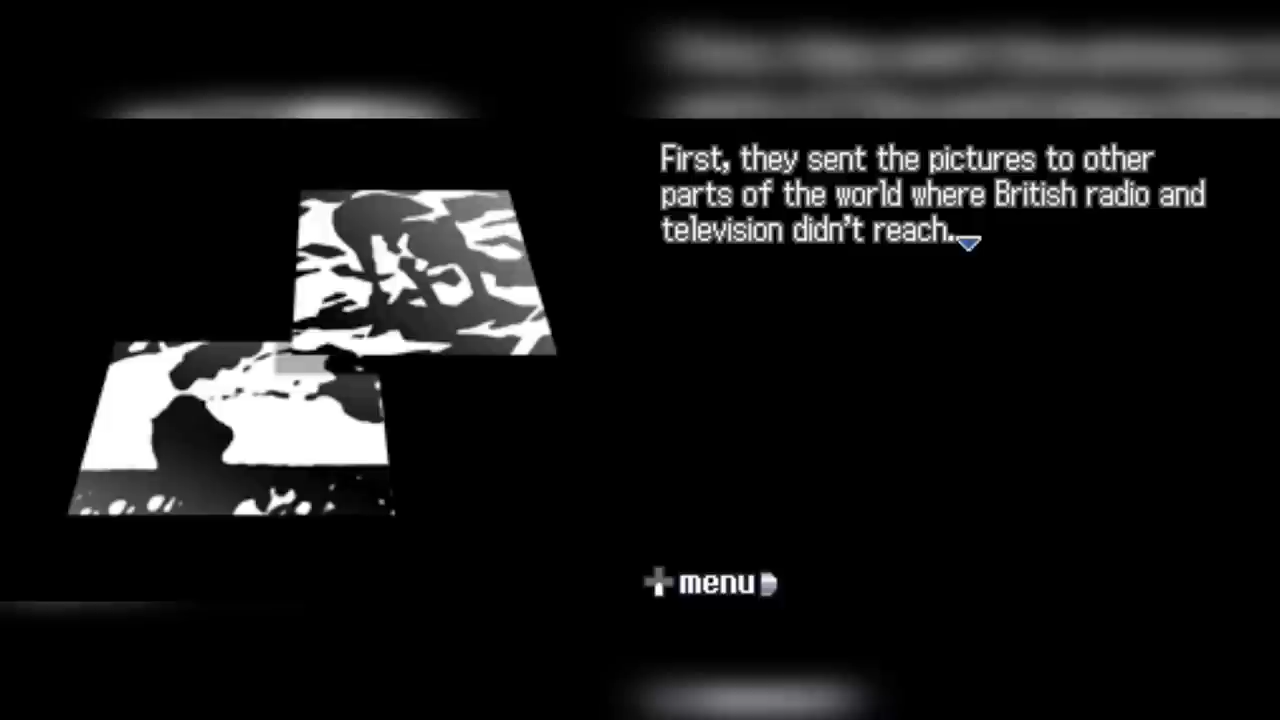 First, they sent the pictures to other
parts of the world where British radio and
television didn't reach.
menu